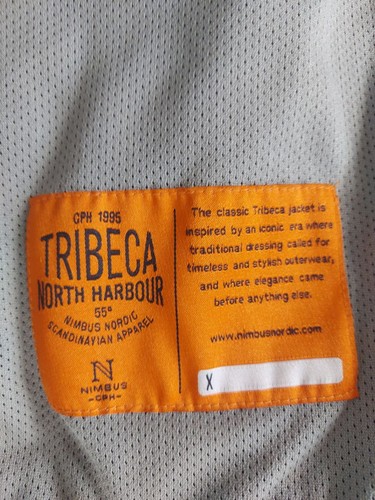 CPH 1995
TRIBECA
NORTH HARBOUR
55°
NIMBUS NORDIC
SCANDINAVIAN APPAREL
N
NIMBUS
-CPH-
The classic Tribeca jacket is
inspired by an iconic era where
traditional dressing called for
timeless and stylish outerwear,
and where elegance came
before anything else.
www.nimbusnordic.com
X